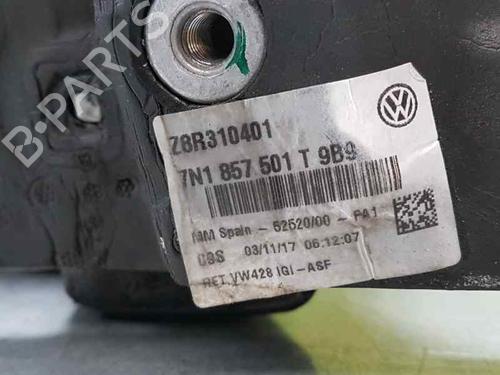 Z8R310401
7N1 857 501 T 9B9
MM Spain - 52520/00 - PA1
03/11/17 06:12:07
RET.VW428 IGI-ASF
B-PARTS